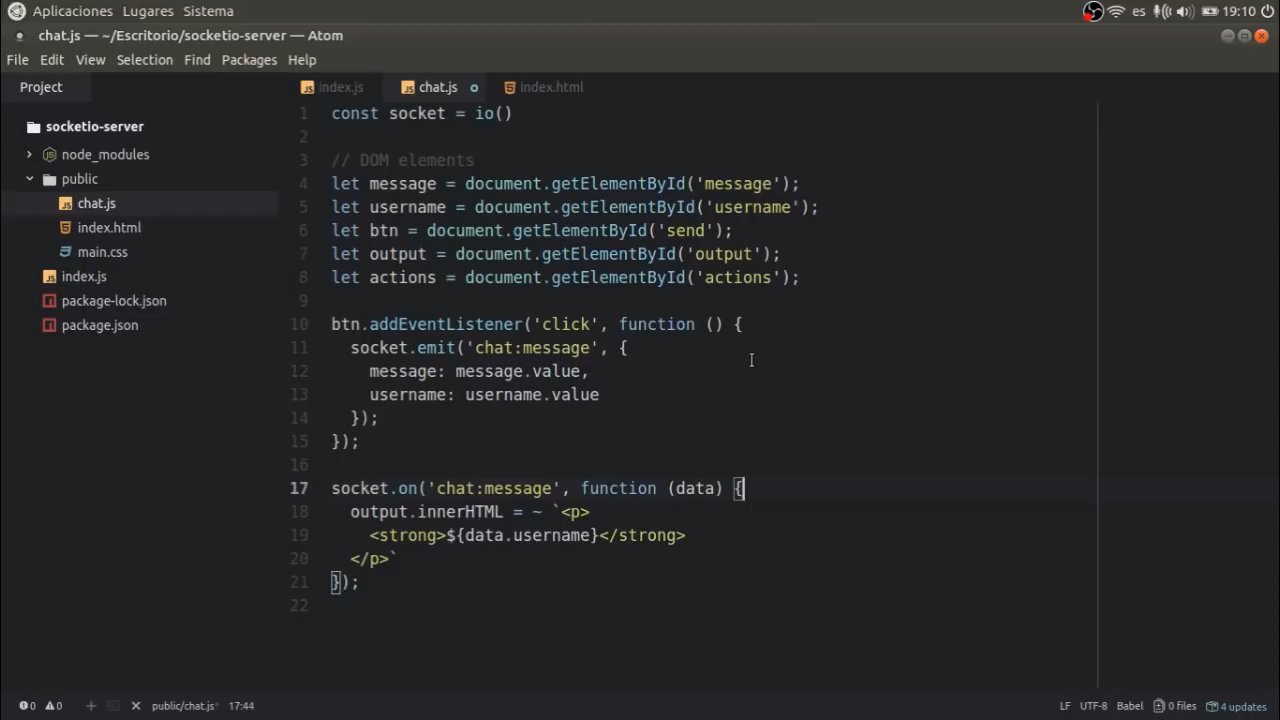 Aplicaciones Lugares Sistema es 19:10
chat.js — ~/Escritorio/socketio-server — Atom
File Edit View Selection Find Packages Help
Project index.js chat.js index.html
socketio-server
node_modules
public
chat.js
index.html
main.css
index.js
package-lock.json
package.json
1 const socket = io()
2
3 // DOM elements
4 let message = document.getElementById('message');
5 let username = document.getElementById('username');
6 let btn = document.getElementById('send');
7 let output = document.getElementById('output');
8 let actions = document.getElementById('actions');
9
10 btn.addEventListener('click', function () {
11   socket.emit('chat:message', {
12     message: message.value,
13     username: username.value
14   });
15 });
16
17 socket.on('chat:message', function (data) {
18   output.innerHTML = ~ `<p>
19     <strong>${data.username}</strong>
20   </p>`
21 });
22
0 0 + × public/chat.js* 17:44 LF UTF-8 Babel 0 files 4 updates